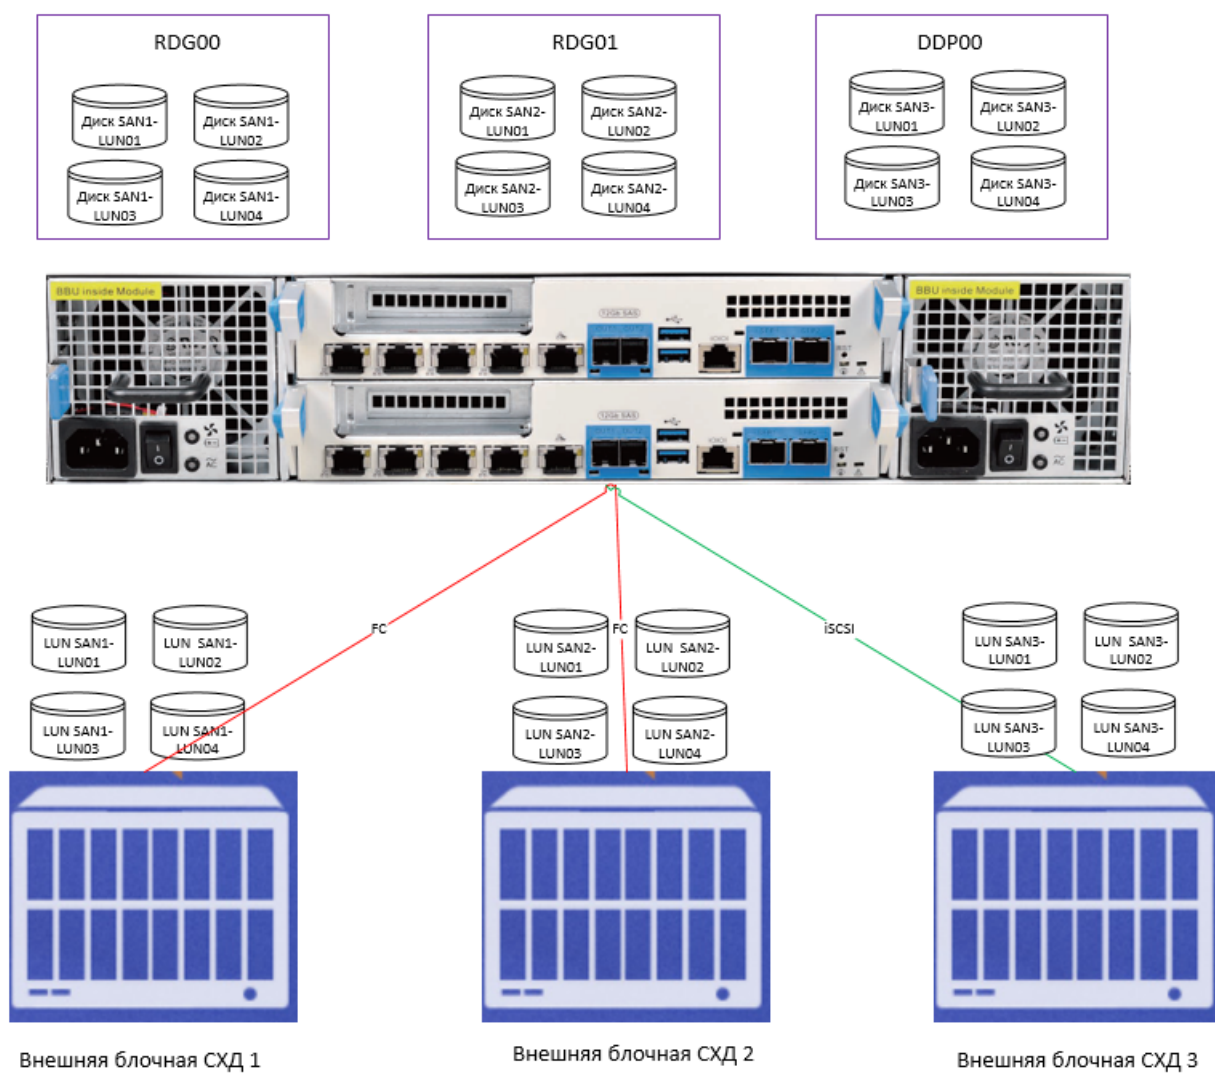 RDG00
RDG01
DDP00
Диск SAN1-
LUN01
Диск SAN1-
LUN02
Диск SAN1-
LUN03
Диск SAN1-
LUN04
Диск SAN2-
LUN01
Диск SAN2-
LUN02
Диск SAN2-
LUN03
Диск SAN2-
LUN04
Диск SAN3-
LUN01
Диск SAN3-
LUN02
Диск SAN3-
LUN03
Диск SAN3-
LUN04
BBU inside Module
12Gb SAS
BBU inside Module
12Gb SAS
RST
FC
FC
iSCSI
LUN SAN1-
LUN01
LUN SAN1-
LUN02
LUN SAN1-
LUN03
LUN SAN1-
LUN04
LUN SAN2-
LUN01
LUN SAN2-
LUN02
LUN SAN2-
LUN03
LUN SAN2-
LUN04
LUN SAN3-
LUN01
LUN SAN3-
LUN02
LUN SAN3-
LUN03
LUN SAN3-
LUN04
Внешняя блочная СХД 1
Внешняя блочная СХД 2
Внешняя блочная СХД 3